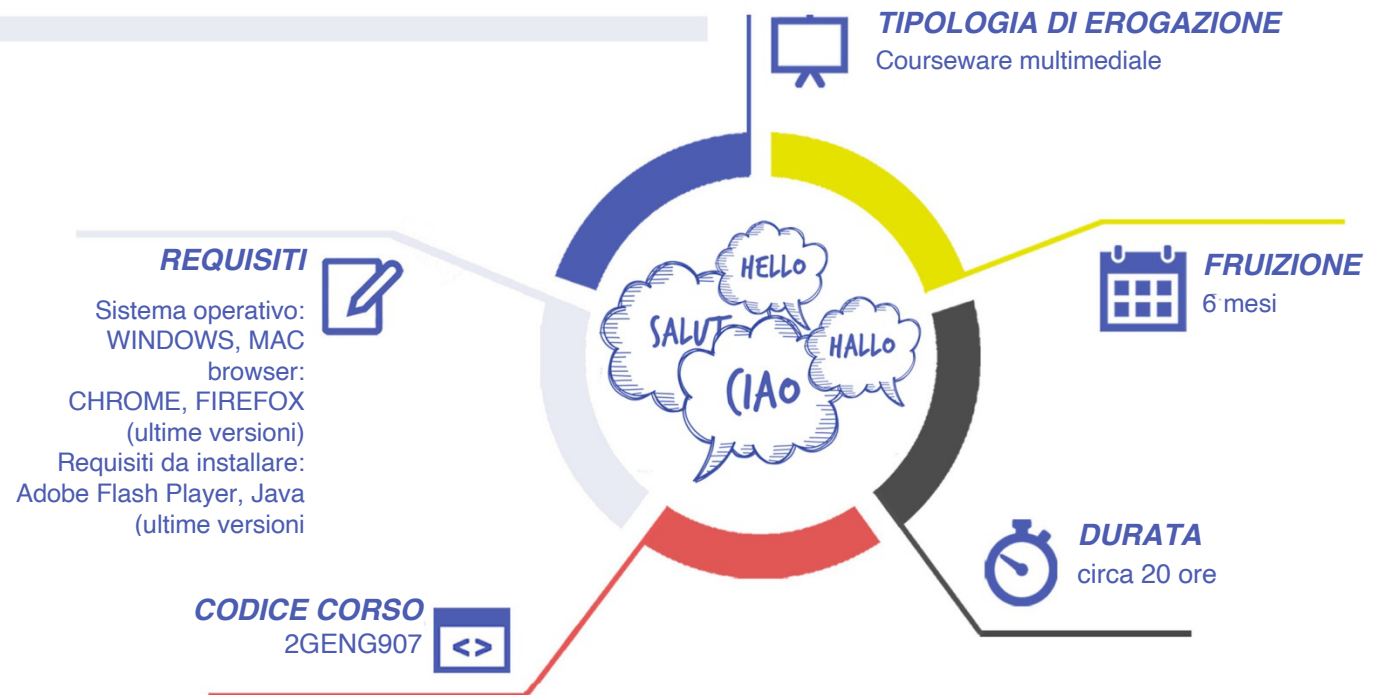 TIPOLOGIA DI EROGAZIONE
Courseware multimediale
REQUISITI
Sistema operativo:
WINDOWS, MAC
browser:
CHROME, FIREFOX
(ultime versioni)
Requisiti da installare:
Adobe Flash Player, Java
(ultime versioni
HELLO
SALUT
HALLO
CIAO
FRUIZIONE
6 mesi
DURATA
circa 20 ore
CODICE CORSO
2GENG907
<>